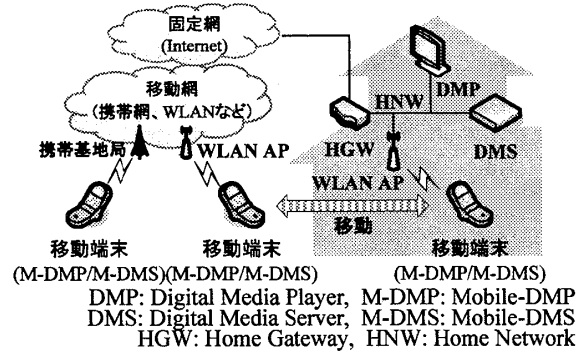 固定網
(Internet)
移動網
(携帯網、WLANなど)
携帯基地局
WLAN AP
HNW
DMP
HGW
DMS
WLAN AP
移動
移動端末
(M-DMP/M-DMS)
移動端末
(M-DMP/M-DMS)
移動端末
(M-DMP/M-DMS)
DMP: Digital Media Player, M-DMP: Mobile-DMP
DMS: Digital Media Server, M-DMS: Mobile-DMS
HGW: Home Gateway, HNW: Home Network